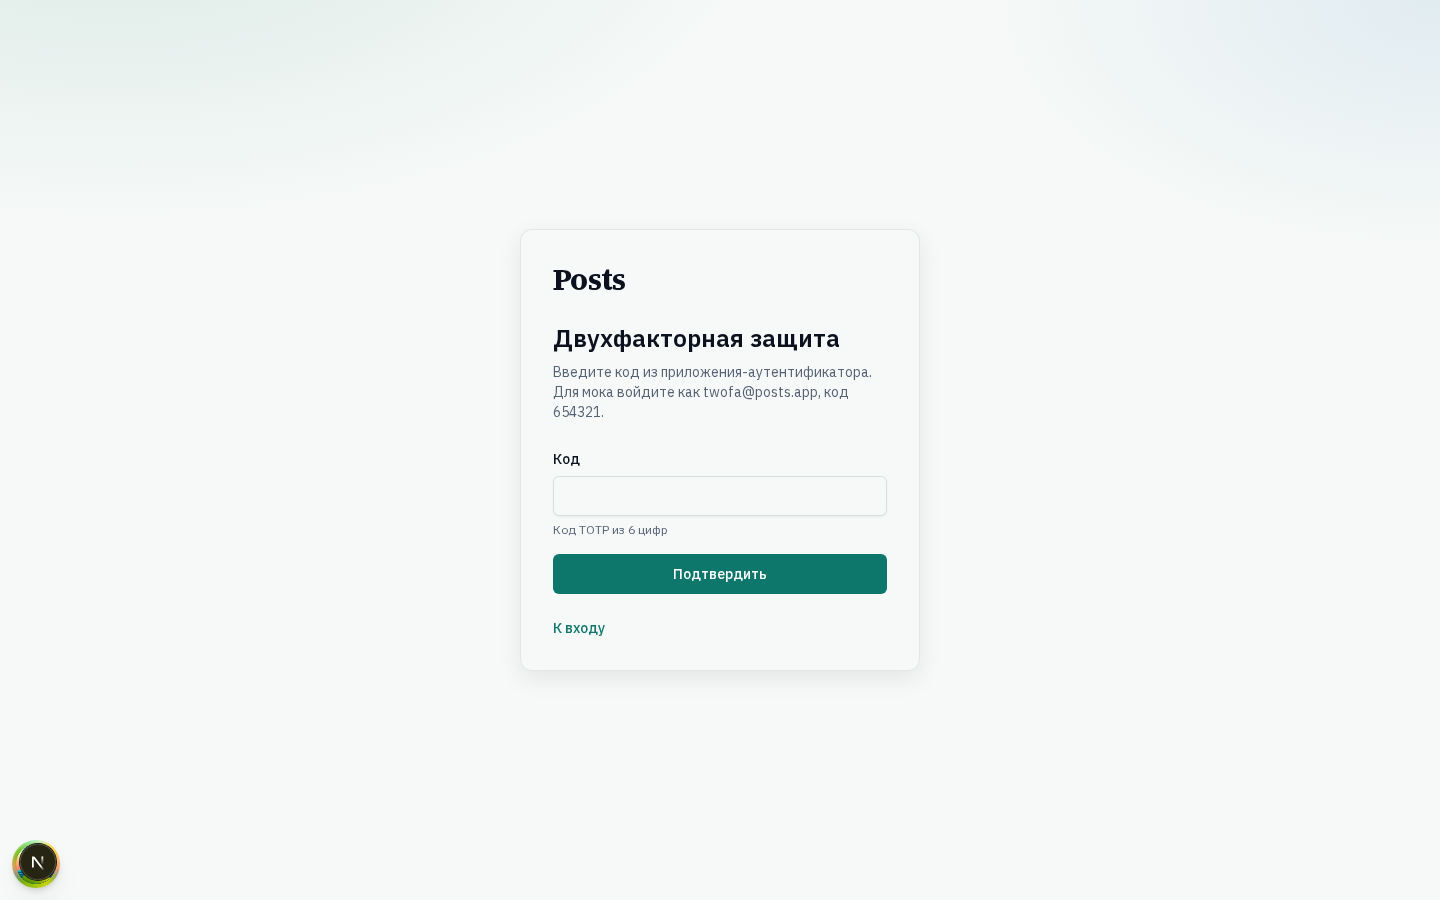 Posts
Двухфакторная защита
Введите код из приложения-аутентификатора.
Для мока войдите как twofa@posts.app, код
654321.
Код
Код TOTP из 6 цифр
Подтвердить
К входу
N